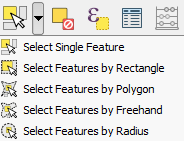 Select Single Feature
Select Features by Rectangle
Select Features by Polygon
Select Features by Freehand
Select Features by Radius